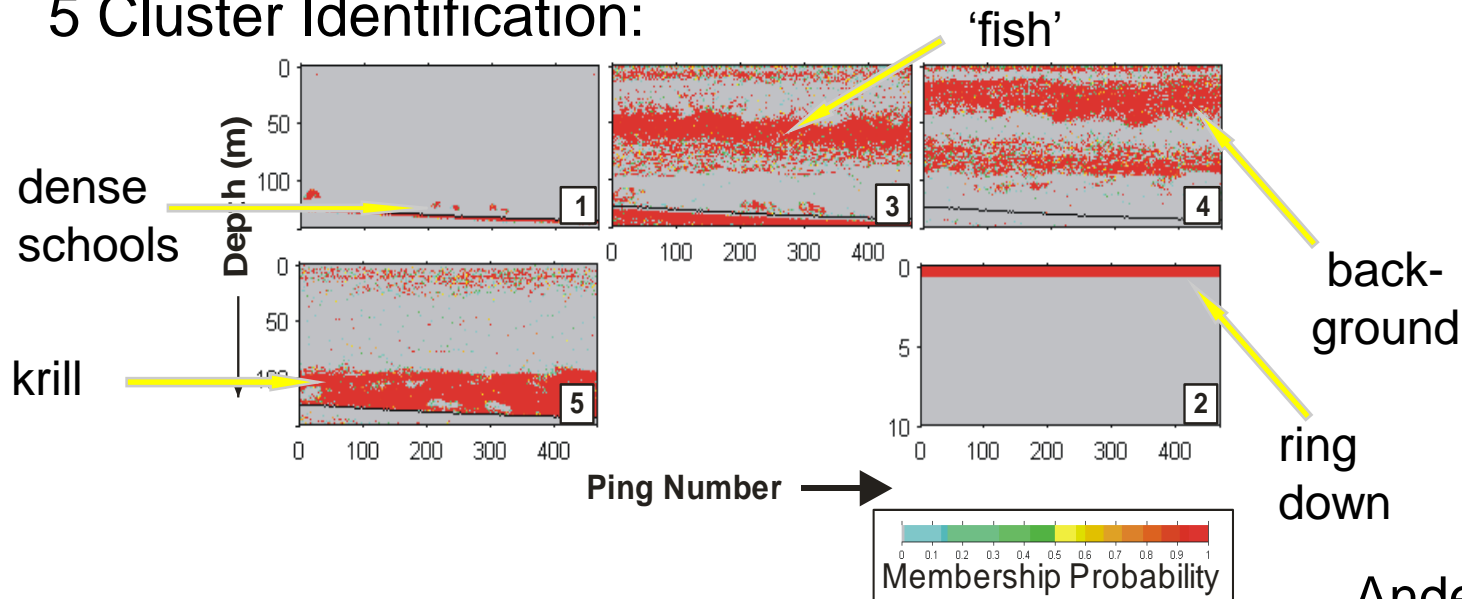 5 Cluster Identification:
'fish'
0
50
100
Depth (m)
1
3
4
dense
schools
0 100 200 300 400
back-
ground
0
50
5
krill
0 100 200 300 400
0
5
10
2
0 100 200 300 400
ring
down
Ping Number
0 0.1 0.2 0.3 0.4 0.5 0.6 0.7 0.8 0.9 1
Membership Probability